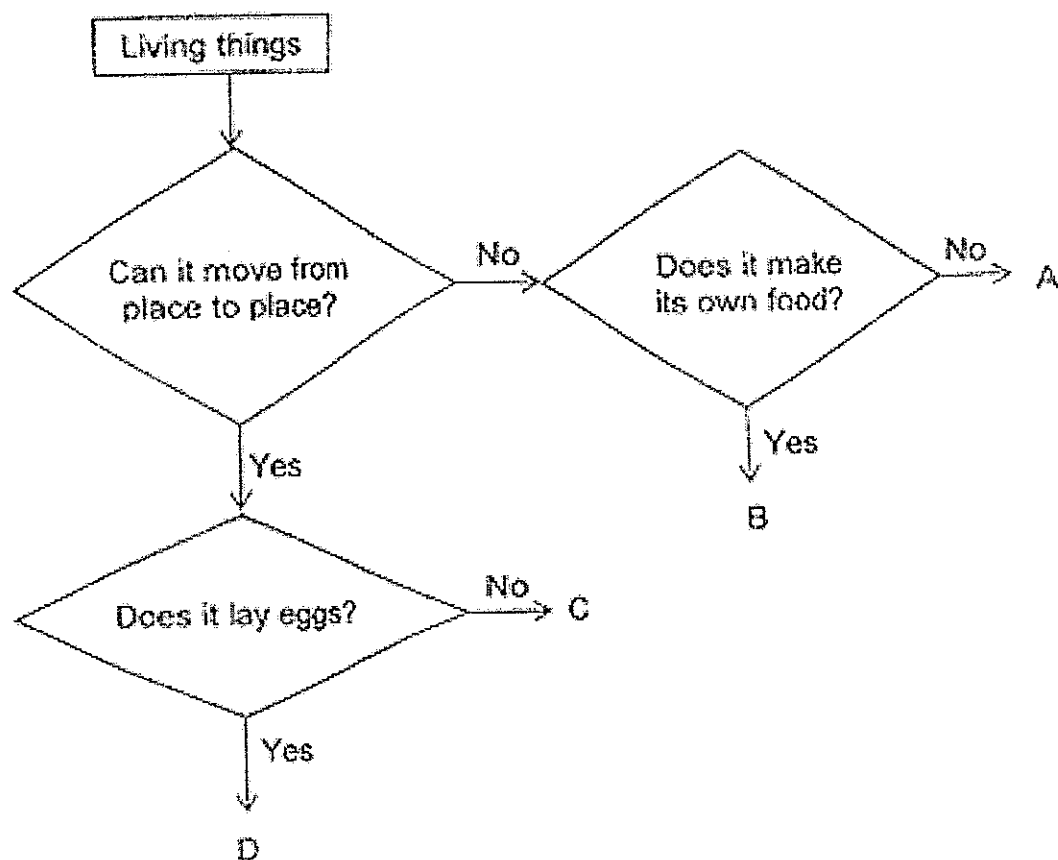 Living things
Can it move from
place to place?
No
Does it make
its own food?
No
A
Yes
B
Yes
Does it lay eggs?
No
C
Yes
D